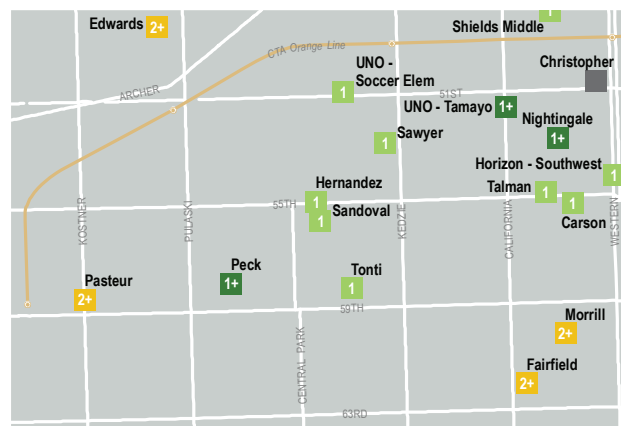 Edwards
2+
1
Shields Middle
CTA Orange Line
UNO -
Soccer Elem
1
Christopher
ARCHER
51ST
UNO - Tamayo
1+
Nightingale
1+
1
Sawyer
Horizon - Southwest
1
Hernandez
1
Talman
1
55TH
Sandoval
1
1
Carson
KOSTNER
PULASKI
KEDZIE
CALIFORNIA
WESTERN
Peck
1+
Tonti
1
Pasteur
2+
59TH
Morrill
2+
CENTRAL PARK
Fairfield
2+
63RD